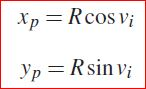 x_p = R cos v_i
y_p = R sin v_i